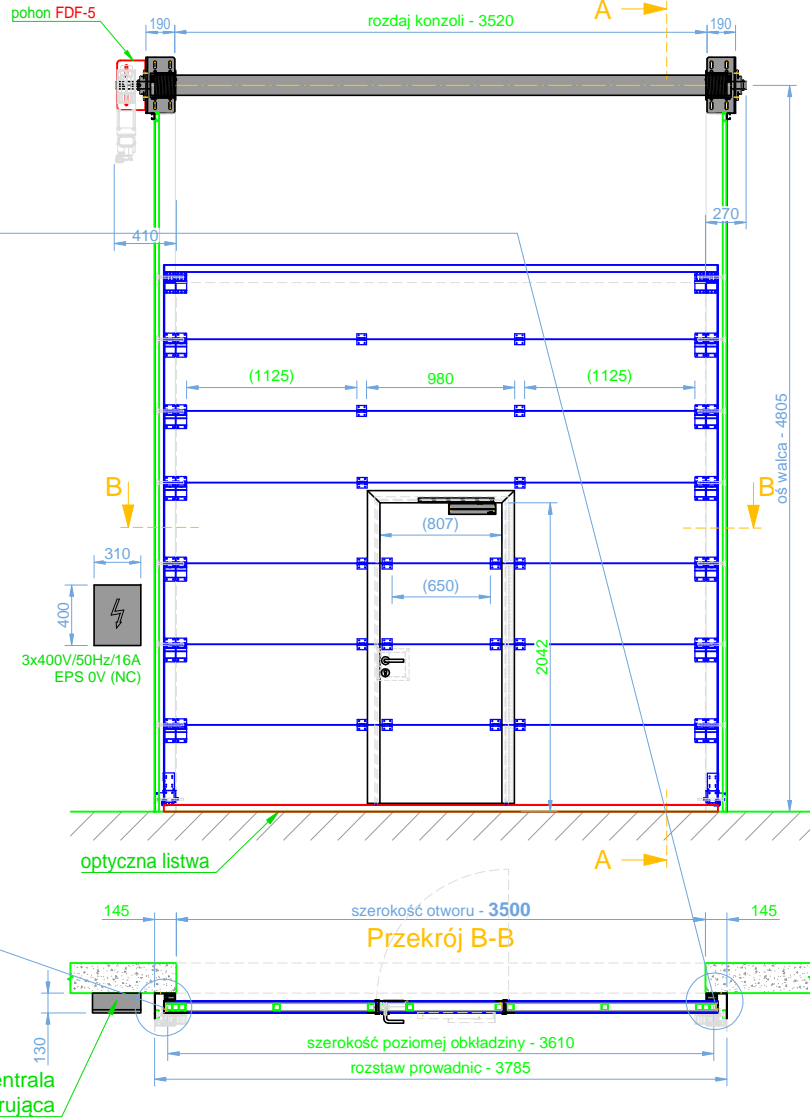 pohon FDF-5
A
190
rozdaj konzoli - 3520
190
410
270
(1125)
980
(1125)
oś walca - 4805
B
B
(807)
310
(650)
400
2042
3x400V/50Hz/16A
EPS 0V (NC)
optyczna listwa
A
145
szerokość otworu - 3500
145
Przekrój B-B
130
szerokość poziomej obkładziny - 3610
rozstaw prowadnic - 3785
entrala
rująca